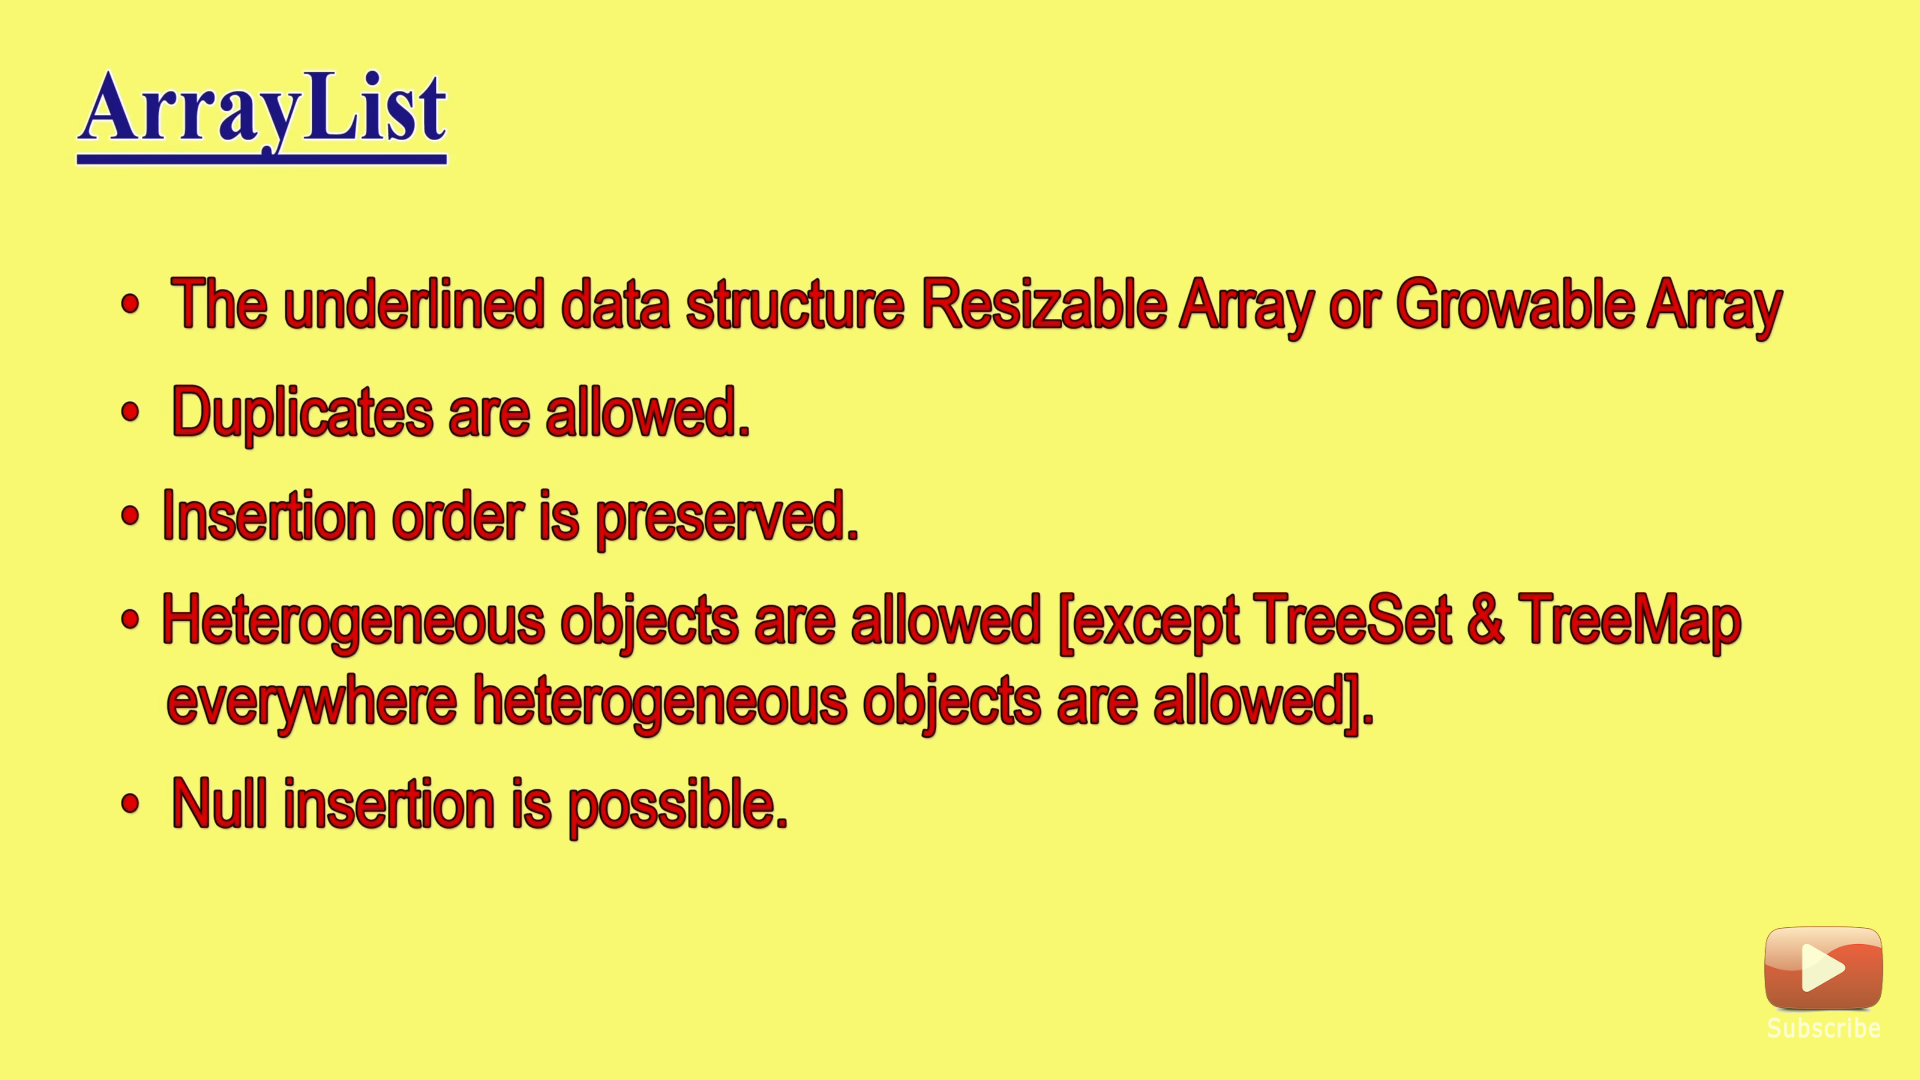 ArrayList
• The underlined data structure Resizable Array or Growable Array
• Duplicates are allowed.
• Insertion order is preserved.
• Heterogeneous objects are allowed [except TreeSet & TreeMap
everywhere heterogeneous objects are allowed].
• Null insertion is possible.
Subscribe